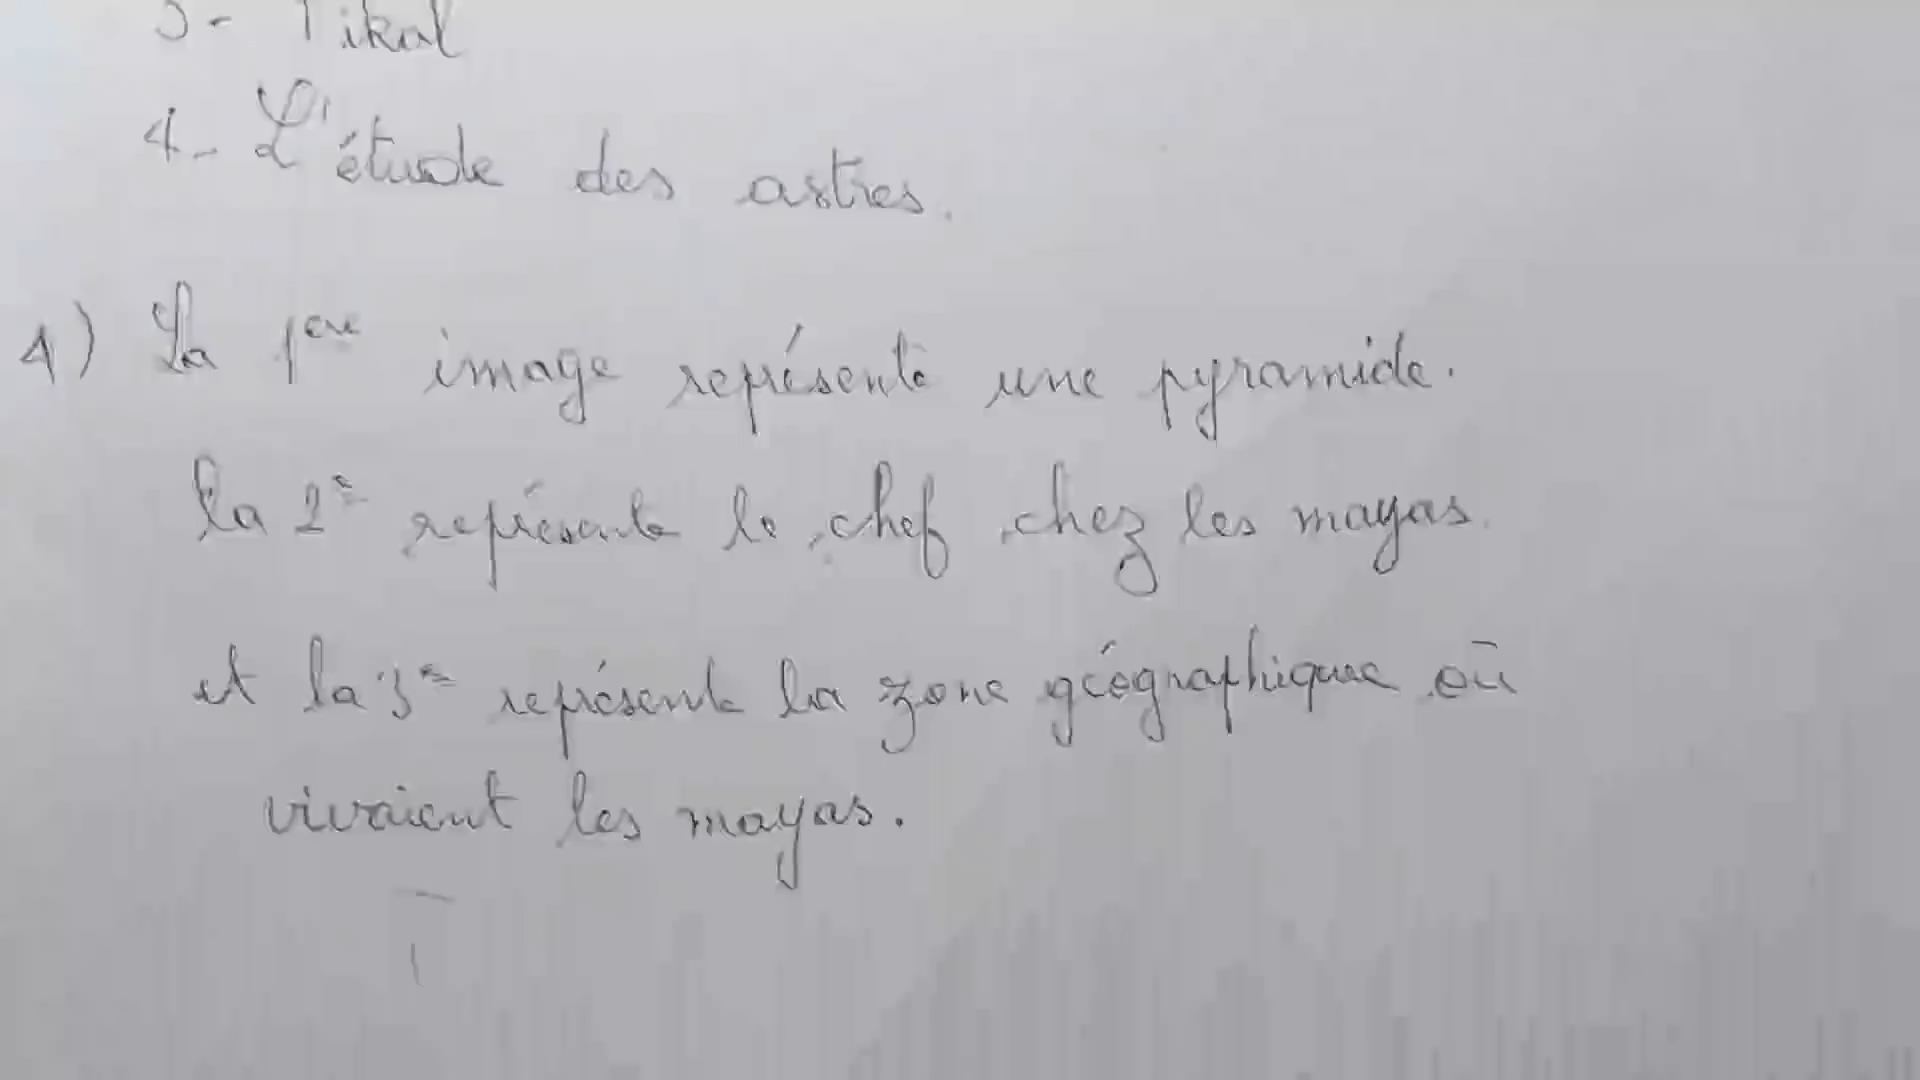 3- Tikal
4- L'étude des astres.
4) La 1ère image représente une pyramide.
la 2e représente le chef chez les mayas.
et la 3e représente la zone géographique où
vivaient les mayas.